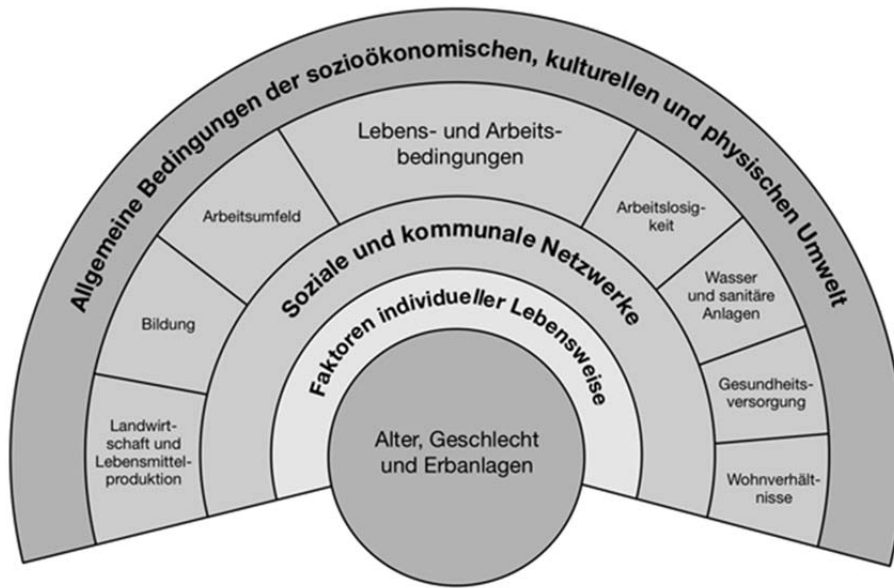 Allgemeine Bedingungen der sozioökonomischen, kulturellen und physischen Umwelt
Lebens- und Arbeits-
bedingungen
Arbeitsumfeld
Bildung
Landwirt-
schaft und
Lebensmittel-
produktion
Arbeitslosig-
keit
Wasser
und sanitäre
Anlagen
Gesundheits-
versorgung
Wohnverhält-
nisse
Soziale und kommunale Netzwerke
Faktoren individueller Lebensweise
Alter, Geschlecht
und Erbanlagen